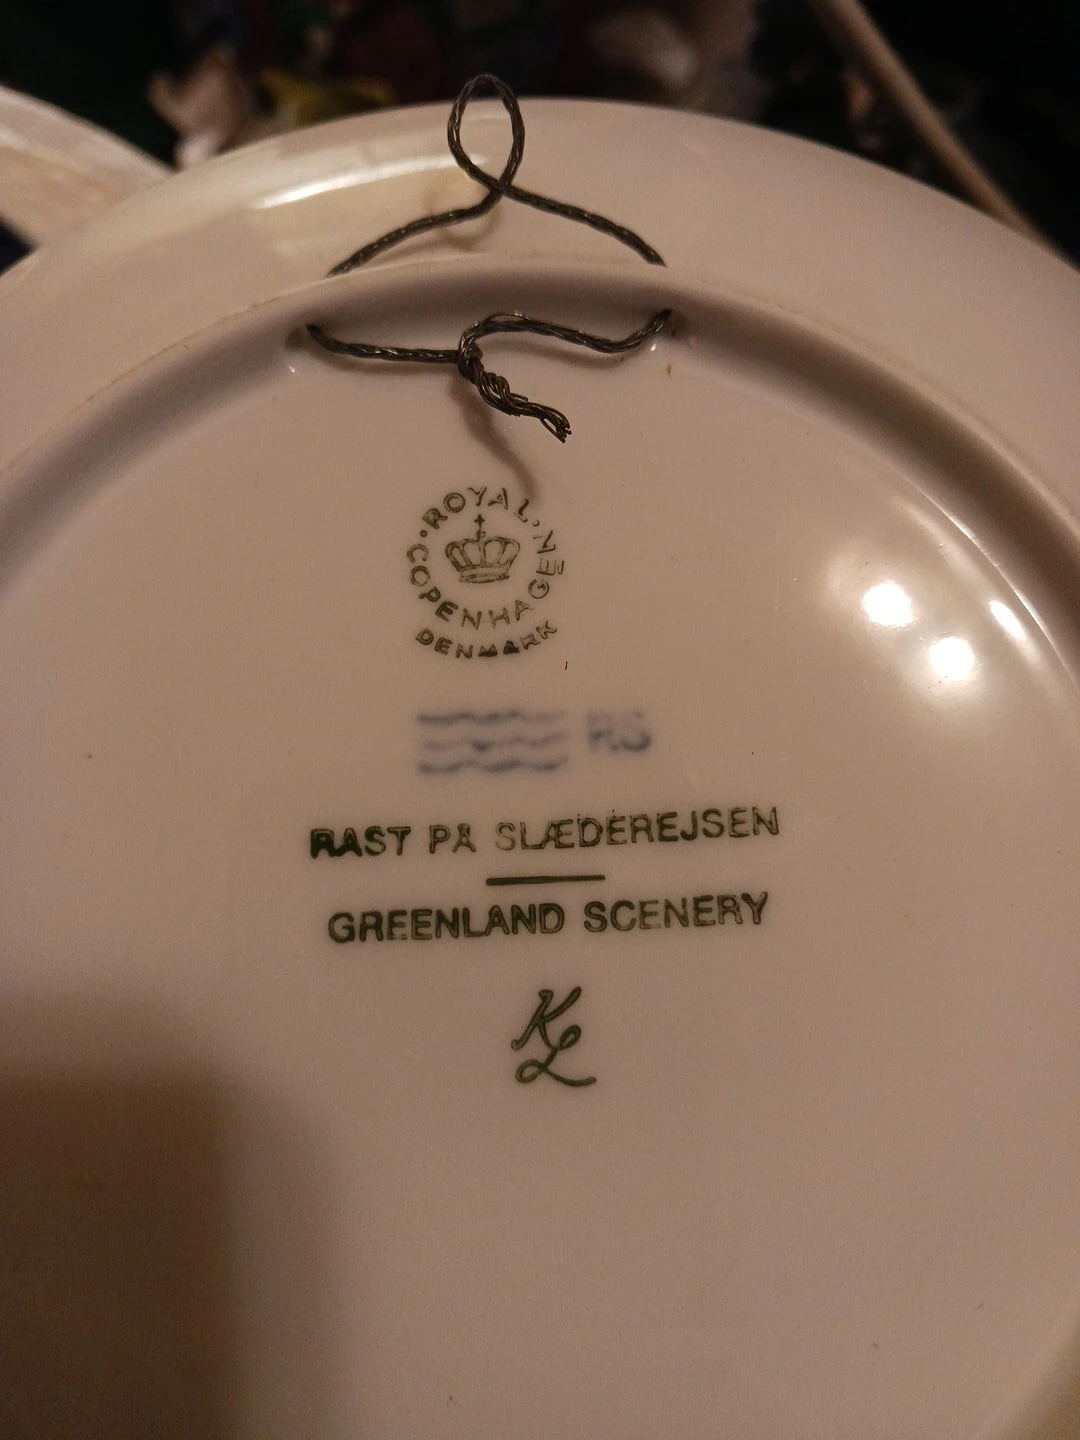 ROYAL · COPENHAGEN ·
DENMARK
RS
RAST PÅ SLÆDEREJSEN
GREENLAND SCENERY
KL